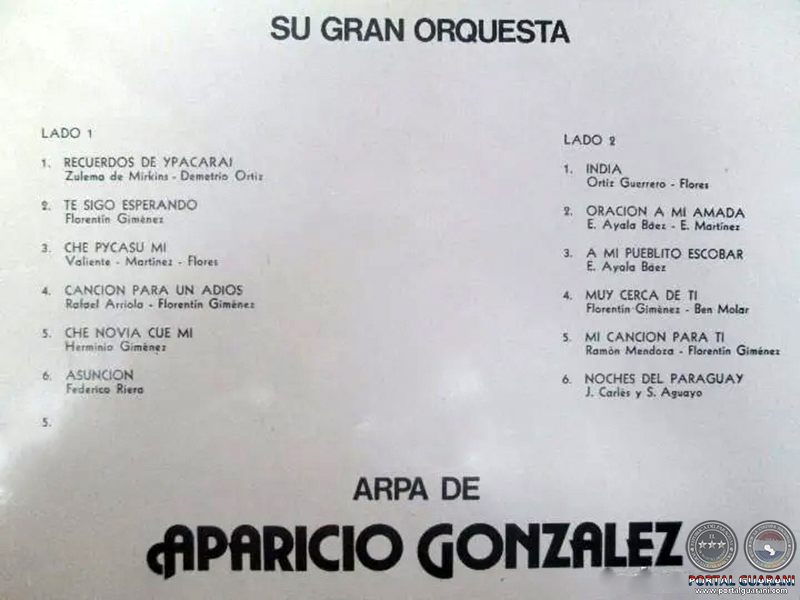 SU GRAN ORQUESTA
LADO 1
1. RECUERDOS DE YPACARAI
Zulema de Mirkins - Demetrio Ortiz
2. TE SIGO ESPERANDO
Florentín Giménez
3. CHE PYCASU MI
Valiente - Martínez - Flores
4. CANCION PARA UN ADIOS
Rafael Arriola - Florentín Giménez
5. CHE NOVIA CUE MI
Herminio Giménez
6. ASUNCION
Federico Riera
5.
LADO 2
1. INDIA
Ortiz Guerrero - Flores
2. ORACION A MI AMADA
E. Ayala Báez - E. Martínez
3. A MI PUEBLITO ESCOBAR
E. Ayala Báez
4. MUY CERCA DE TI
Florentín Giménez - Ben Molar
5. MI CANCION PARA TI
Ramón Mendoza - Florentín Giménez
6. NOCHES DEL PARAGUAY
J. Carlés y S. Aguayo
ARPA DE
APARICIO GONZALEZ
PORTAL GUARANI
www.portalguarani.com